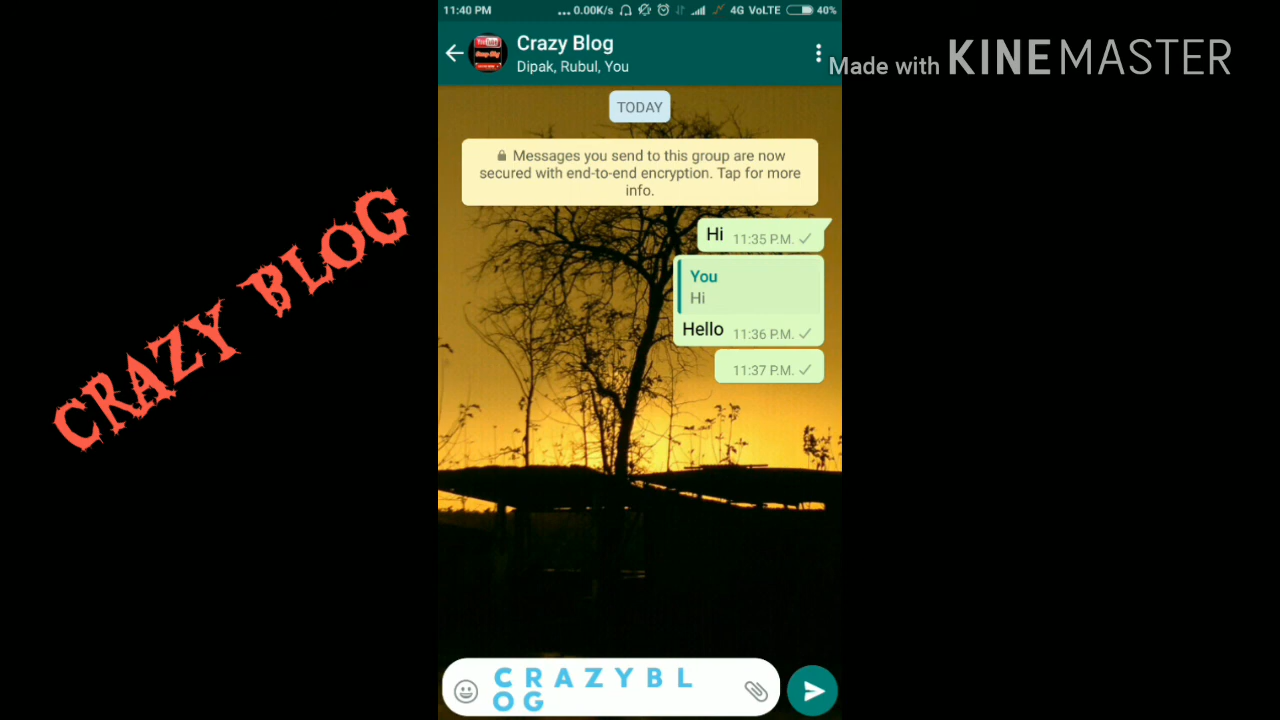 11:40 PM ... 0.00K/s 4G VoLTE 40%
Crazy Blog
Dipak, Rubul, You
Made with KINEMASTER
TODAY
Messages you send to this group are now
secured with end-to-end encryption. Tap for more
info.
Hi 11:35 P.M.
You
Hi
Hello 11:36 P.M.
11:37 P.M.
CRAZY BLOG
C R A Z Y B L
O G